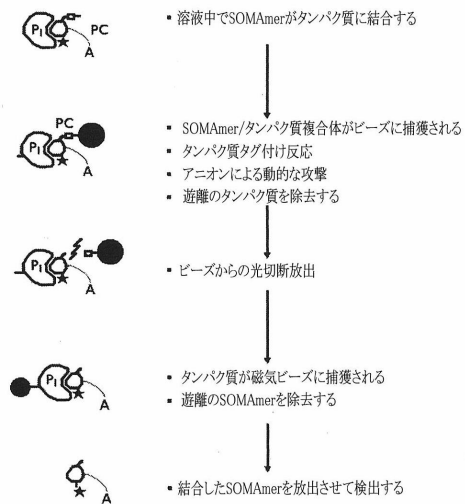 P₁
PC
A
▪ 溶液中でSOMAmerがタンパク質に結合する
PC
P₁
A
▪ SOMAmer/タンパク質複合体がビーズに捕獲される
▪ タンパク質タグ付け反応
▪ アニオンによる動的な攻撃
▪ 遊離のタンパク質を除去する
P₁
A
▪ ビーズからの光切断放出
P₁
A
▪ タンパク質が磁気ビーズに捕獲される
▪ 遊離のSOMAmerを除去する
A
▪ 結合したSOMAmerを放出させて検出する